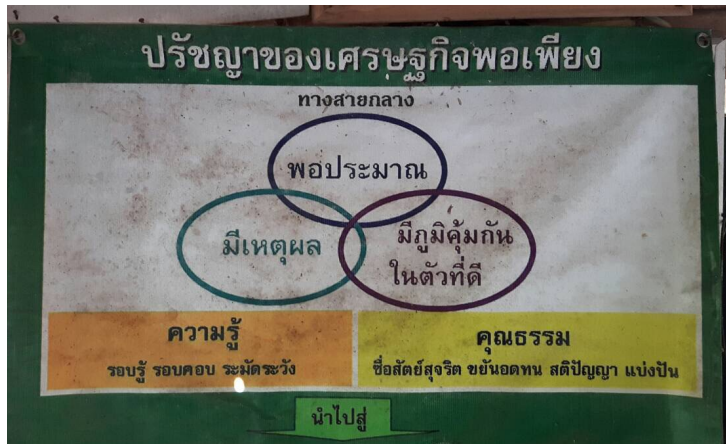 ปรัชญาของเศรษฐกิจพอเพียง
ทางสายกลาง
พอประมาณ
มีเหตุผล
มีภูมิคุ้มกัน
ในตัวที่ดี
ความรู้
รอบรู้ รอบคอบ ระมัดระวัง
คุณธรรม
ซื่อสัตย์สุจริต ขยันอดทน สติปัญญา แบ่งปัน
นำไปสู่